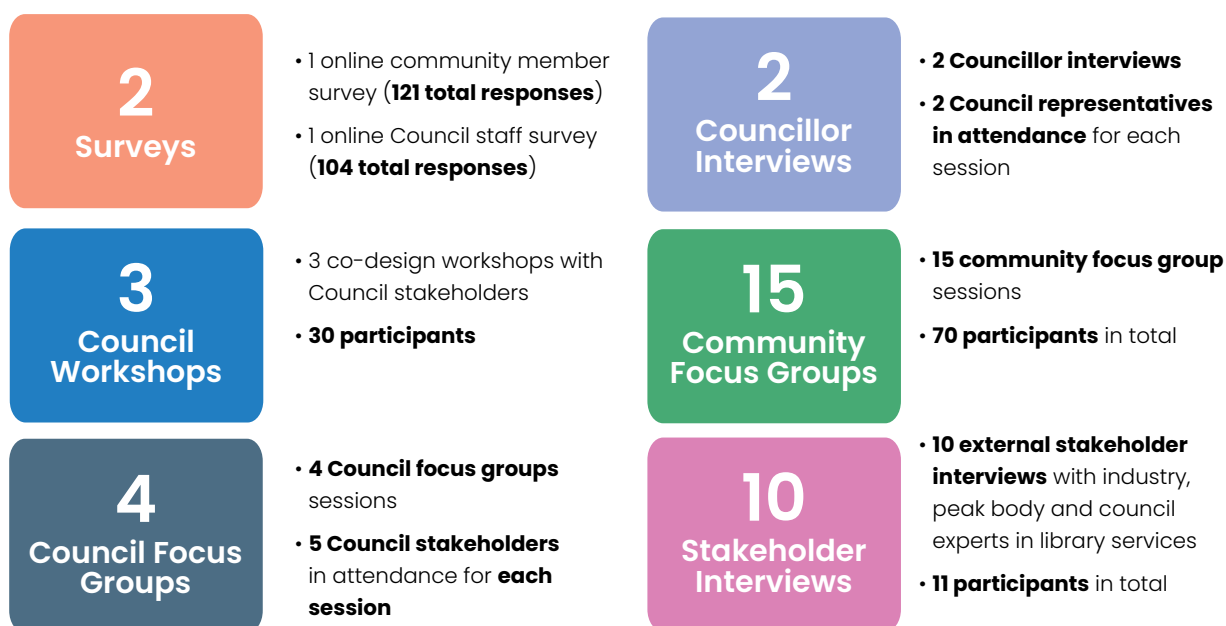 2
Surveys
• 1 online community member
survey (121 total responses)
• 1 online Council staff survey
(104 total responses)
2
Councillor
Interviews
• 2 Councillor interviews
• 2 Council representatives
in attendance for each
session
3
Council
Workshops
• 3 co-design workshops with
Council stakeholders
• 30 participants
15
Community
Focus Groups
• 15 community focus group
sessions
• 70 participants in total
4
Council Focus
Groups
• 4 Council focus groups
sessions
• 5 Council stakeholders
in attendance for each
session
10
Stakeholder
Interviews
• 10 external stakeholder
interviews with industry,
peak body and council
experts in library services
• 11 participants in total